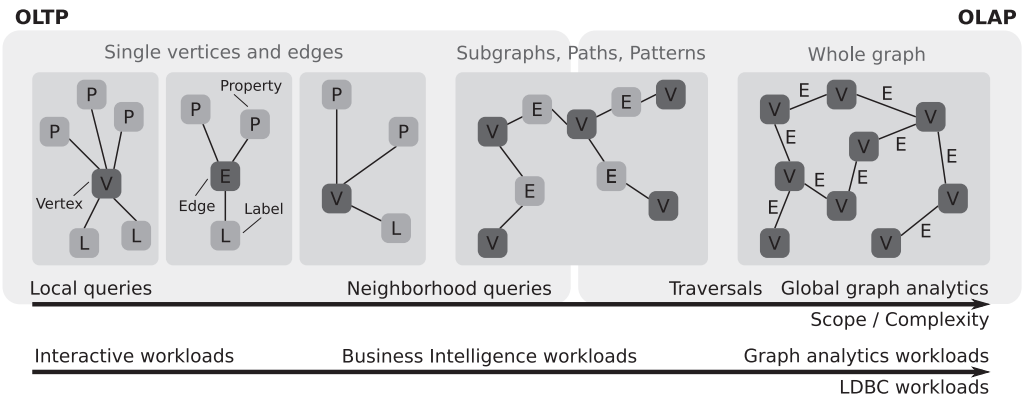 OLTP
OLAP
Single vertices and edges
Subgraphs, Paths, Patterns
Whole graph
P
P
P
V
Vertex
L
L
Property
P
P
E
Edge
Label
L
P
P
V
L
V
E
V
E
V
E
E
V
V
V
E
V
E
V
E
V
E
E
V
E
E
V
V
E
V
E
V
Local queries
Neighborhood queries
Traversals
Global graph analytics
Scope / Complexity
Interactive workloads
Business Intelligence workloads
Graph analytics workloads
LDBC workloads